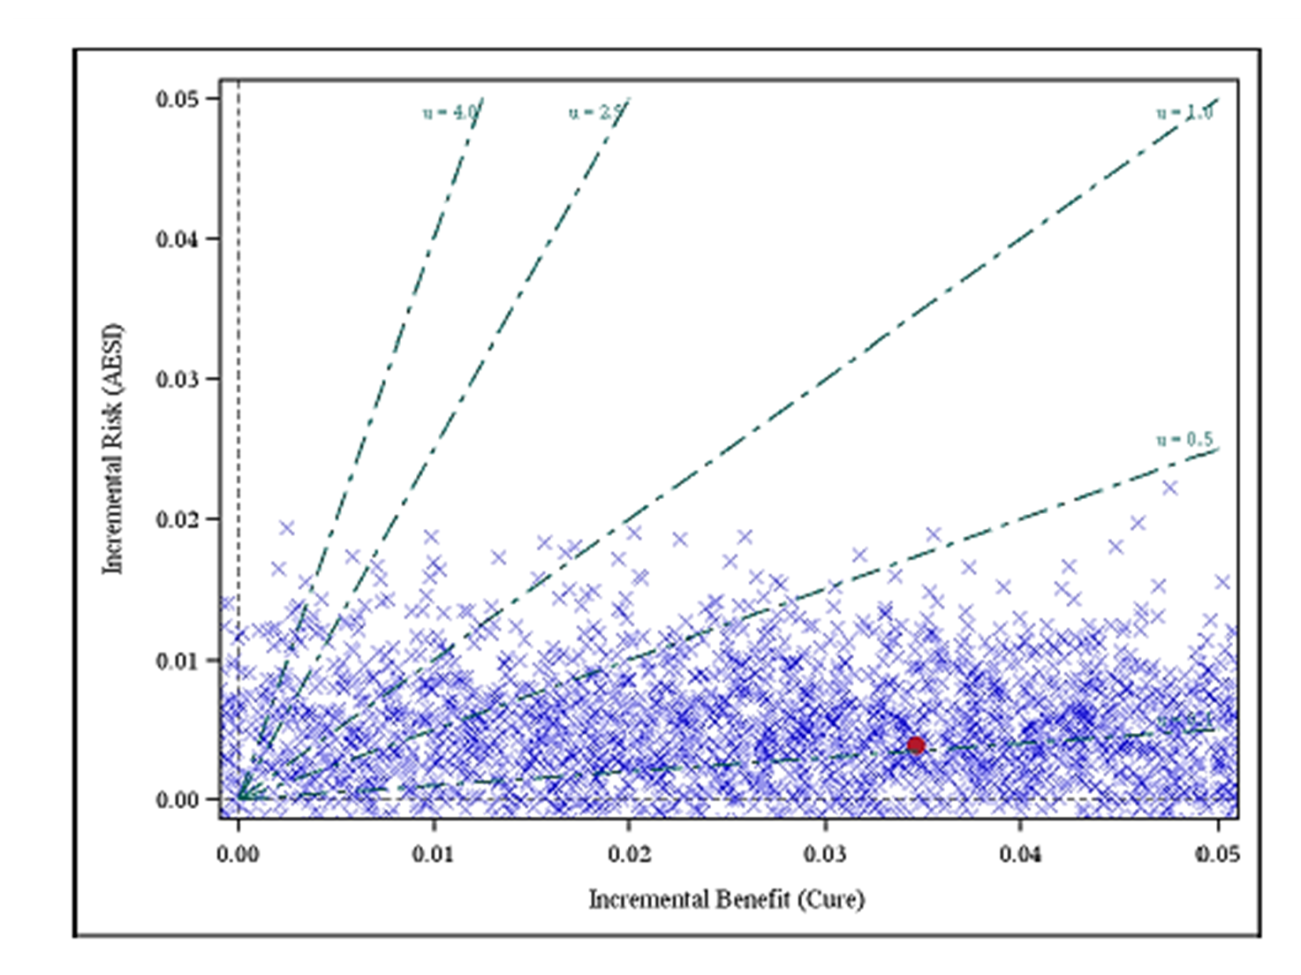 0.05
u = 4.0
u = 2.5
u = 1.0
0.04
0.03
u = 0.5
0.02
0.01
0.00
0.00
0.01
0.02
0.03
0.04
0.05
Incremental Risk (AESI)
Incremental Benefit (Cure)